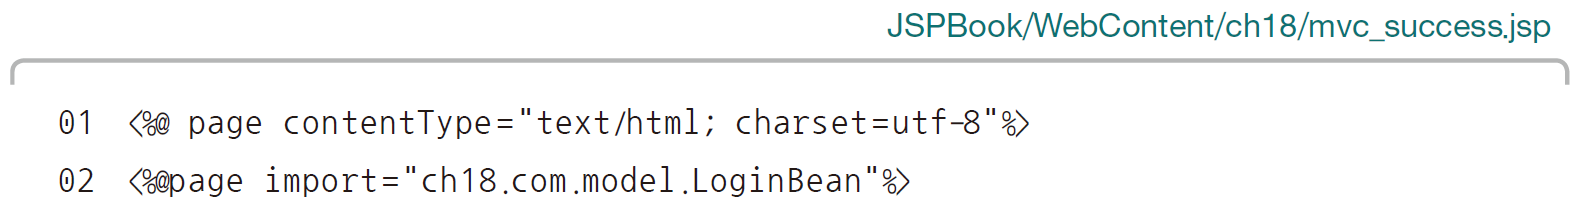 JSPBook/WebContent/ch18/mvc_success.jsp
01 <%@ page contentType="text/html; charset=utf-8"%>
02 <%@page import="ch18.com.model.LoginBean"%>